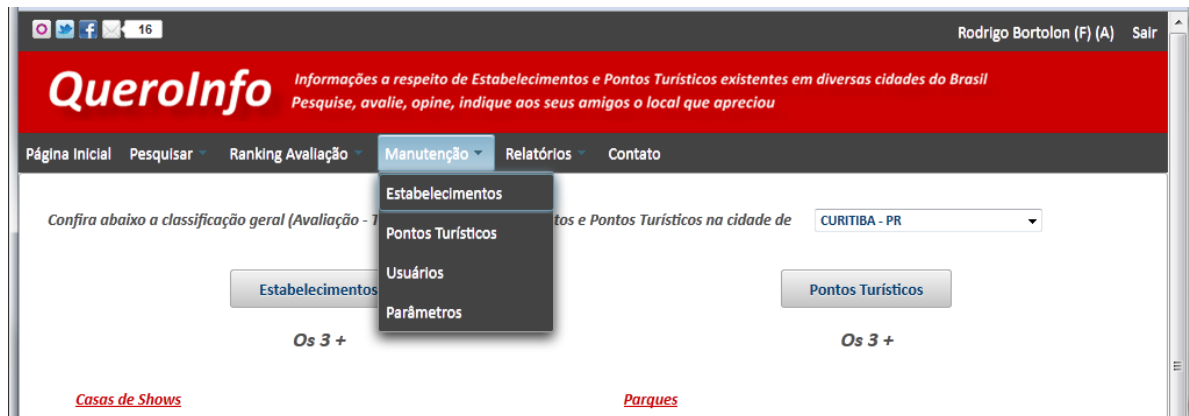 16
Rodrigo Bortolon (F) (A) Sair
QueroInfo
Informações a respeito de Estabelecimentos e Pontos Turísticos existentes em diversas cidades do Brasil
Pesquise, avalie, opine, indique aos seus amigos o local que apreciou
Página Inicial Pesquisar Ranking Avaliação Manutenção Relatórios Contato
Estabelecimentos
Pontos Turísticos
Usuários
Parâmetros
Confira abaixo a classificação geral (Avaliação - e Pontos Turísticos na cidade de CURITIBA - PR
Estabelecimentos Pontos Turísticos
Os 3 + Os 3 +
Casas de Shows Parques